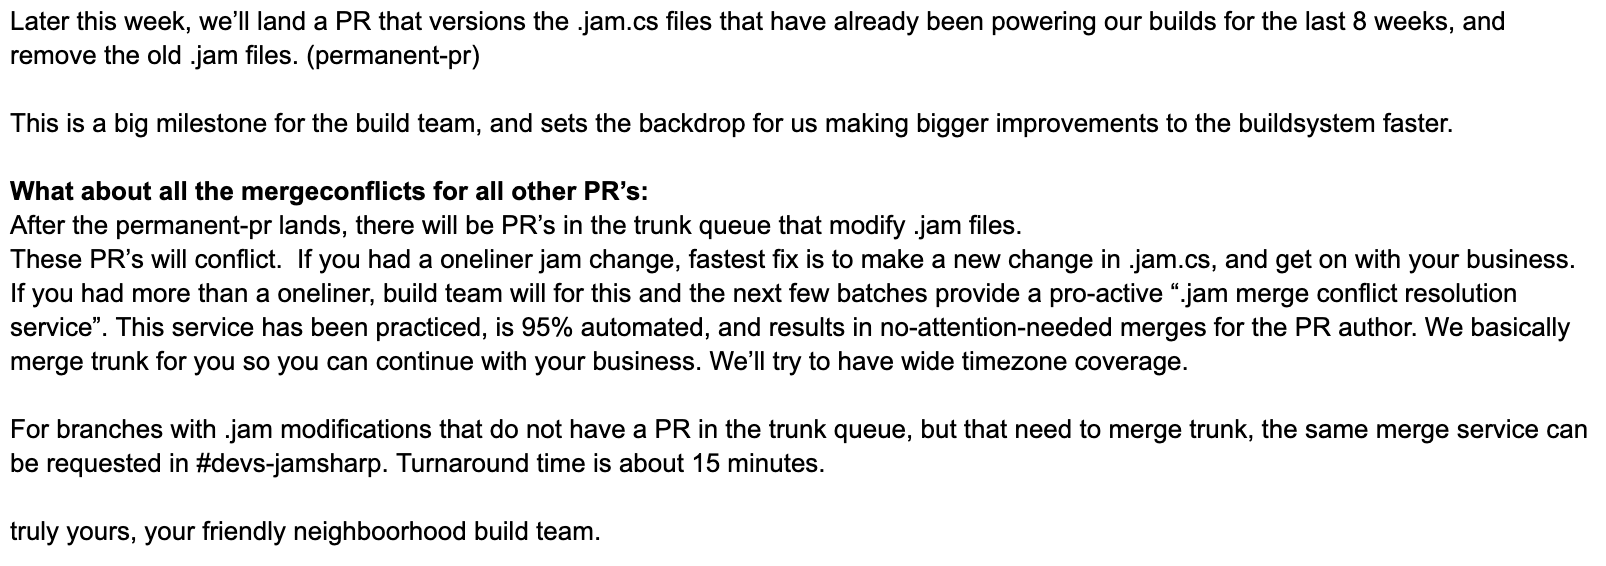 Later this week, we’ll land a PR that versions the .jam.cs files that have already been powering our builds for the last 8 weeks, and
remove the old .jam files. (permanent-pr)
This is a big milestone for the build team, and sets the backdrop for us making bigger improvements to the buildsystem faster.
What about all the mergeconflicts for all other PR’s:
After the permanent-pr lands, there will be PR’s in the trunk queue that modify .jam files.
These PR’s will conflict.  If you had a oneliner jam change, fastest fix is to make a new change in .jam.cs, and get on with your business.
If you had more than a oneliner, build team will for this and the next few batches provide a pro-active “.jam merge conflict resolution
service”. This service has been practiced, is 95% automated, and results in no-attention-needed merges for the PR author. We basically
merge trunk for you so you can continue with your business. We’ll try to have wide timezone coverage.
For branches with .jam modifications that do not have a PR in the trunk queue, but that need to merge trunk, the same merge service can
be requested in #devs-jamsharp. Turnaround time is about 15 minutes.
truly yours, your friendly neighboorhood build team.